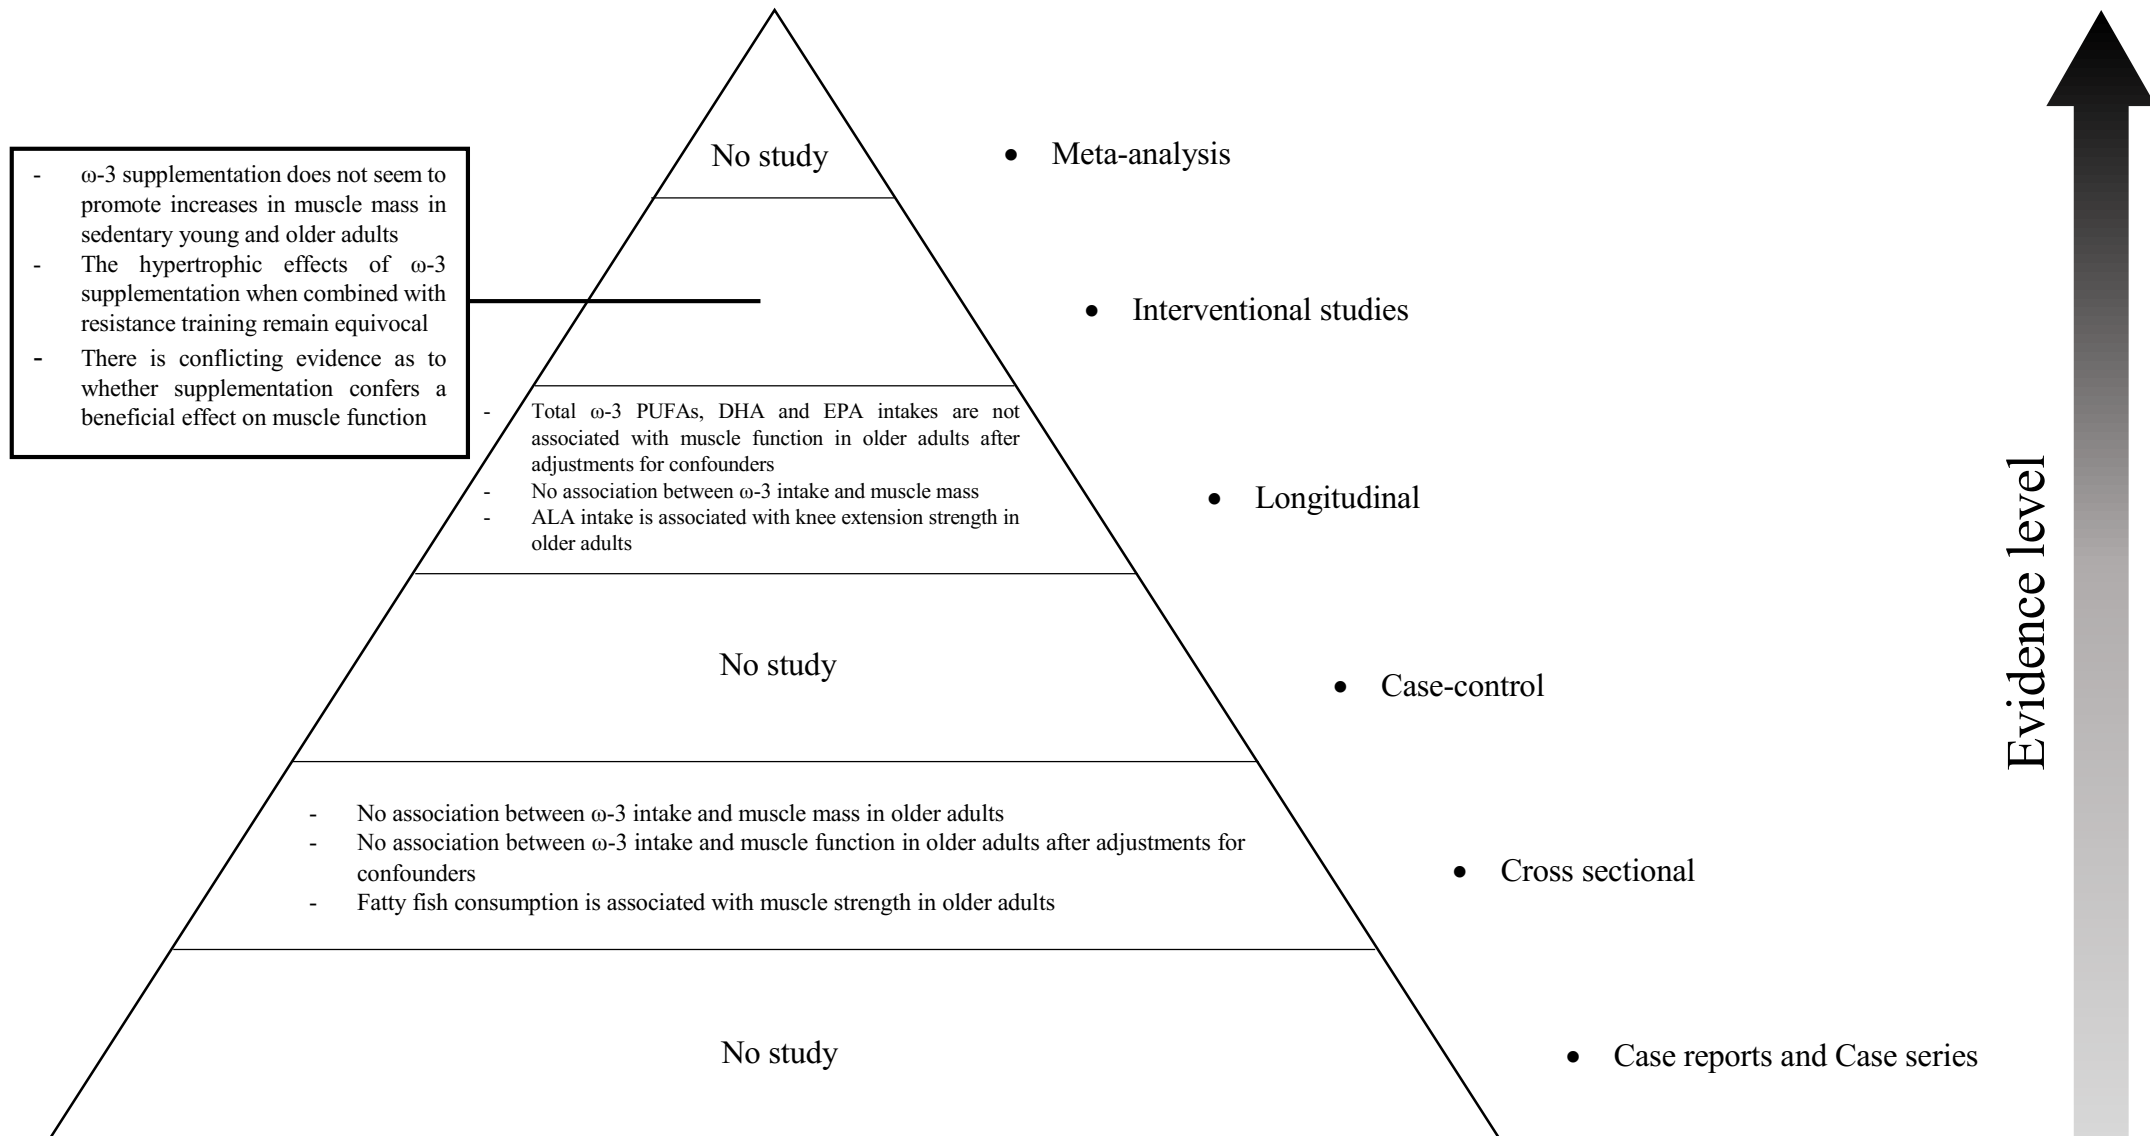 No study
• Meta-analysis
- ω-3 supplementation does not seem to
promote increases in muscle mass in
sedentary young and older adults
- The hypertrophic effects of ω-3
supplementation when combined with
resistance training remain equivocal
- There is conflicting evidence as to
whether supplementation confers a
beneficial effect on muscle function
• Interventional studies
- Total ω-3 PUFAs, DHA and EPA intakes are not
associated with muscle function in older adults after
adjustments for confounders
- No association between ω-3 intake and muscle mass
- ALA intake is associated with knee extension strength in
older adults
• Longitudinal
No study
• Case-control
- No association between ω-3 intake and muscle mass in older adults
- No association between ω-3 intake and muscle function in older adults after adjustments for
confounders
- Fatty fish consumption is associated with muscle strength in older adults
• Cross sectional
No study
• Case reports and Case series
Evidence level